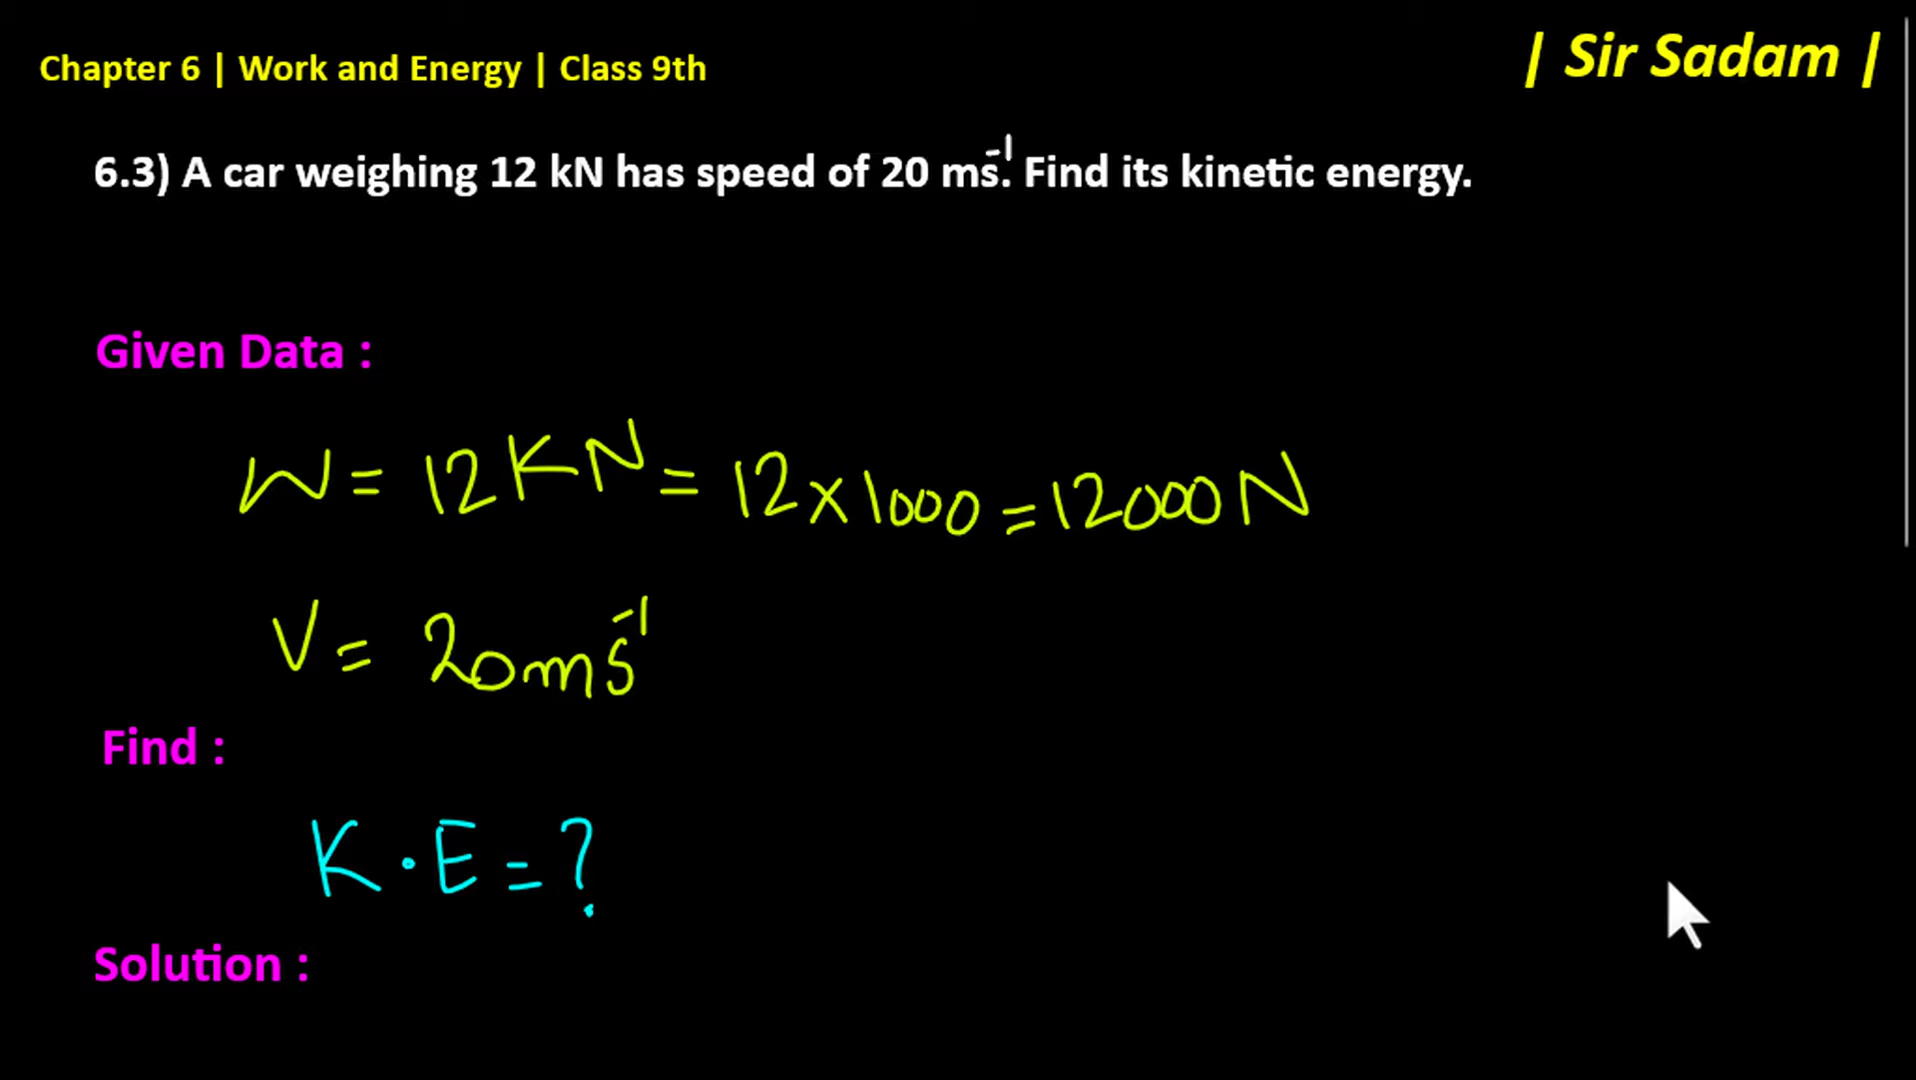 Chapter 6 | Work and Energy | Class 9th
| Sir Sadam |
6.3) A car weighing 12 kN has speed of 20 ms⁻¹. Find its kinetic energy.
Given Data :
W = 12KN = 12×1000 = 12000N
V = 20ms⁻¹
Find :
K.E = ?
Solution :